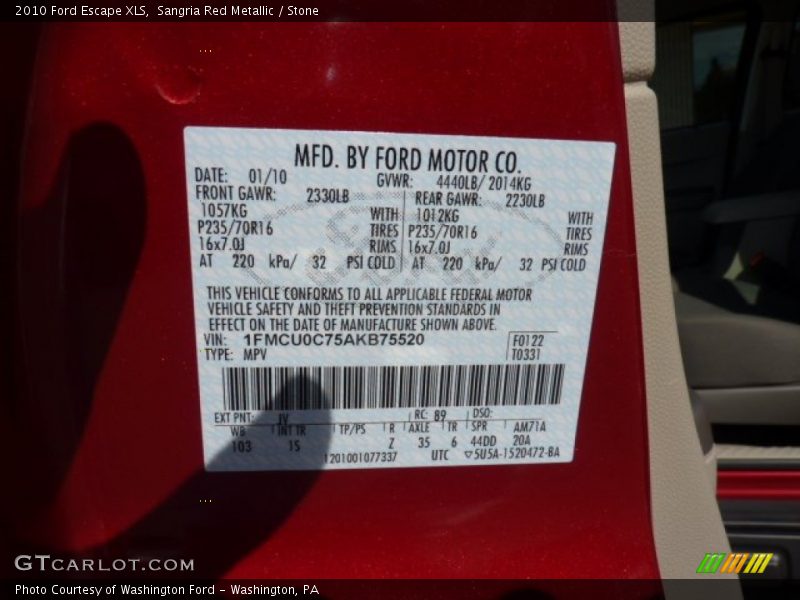 2010 Ford Escape XLS, Sangria Red Metallic / Stone
MFD. BY FORD MOTOR CO.
DATE: 01/10 GVWR: 4440LB/ 2014KG
FRONT GAWR: 2330LB REAR GAWR: 2230LB
1057KG WITH 1012KG WITH
P235/70R16 TIRES P235/70R16 TIRES
16x7.0J RIMS 16x7.0J RIMS
AT 220 kPa/ 32 PSI COLD AT 220 kPa/ 32 PSI COLD
THIS VEHICLE CONFORMS TO ALL APPLICABLE FEDERAL MOTOR
VEHICLE SAFETY AND THEFT PREVENTION STANDARDS IN
EFFECT ON THE DATE OF MANUFACTURE SHOWN ABOVE.
VIN: 1FMCU0C75AKB75520 F0122
TYPE: MPV T0331
EXT PNT: JV RC: 89 DSO:
WB INT TR TP/PS R AXLE TR SPR AM71A
103 1S Z 35 6 44DD 20A
1201001077337 UTC ▽5U5A-1520472-BA
GTCARLOT.COM
Photo Courtesy of Washington Ford - Washington, PA